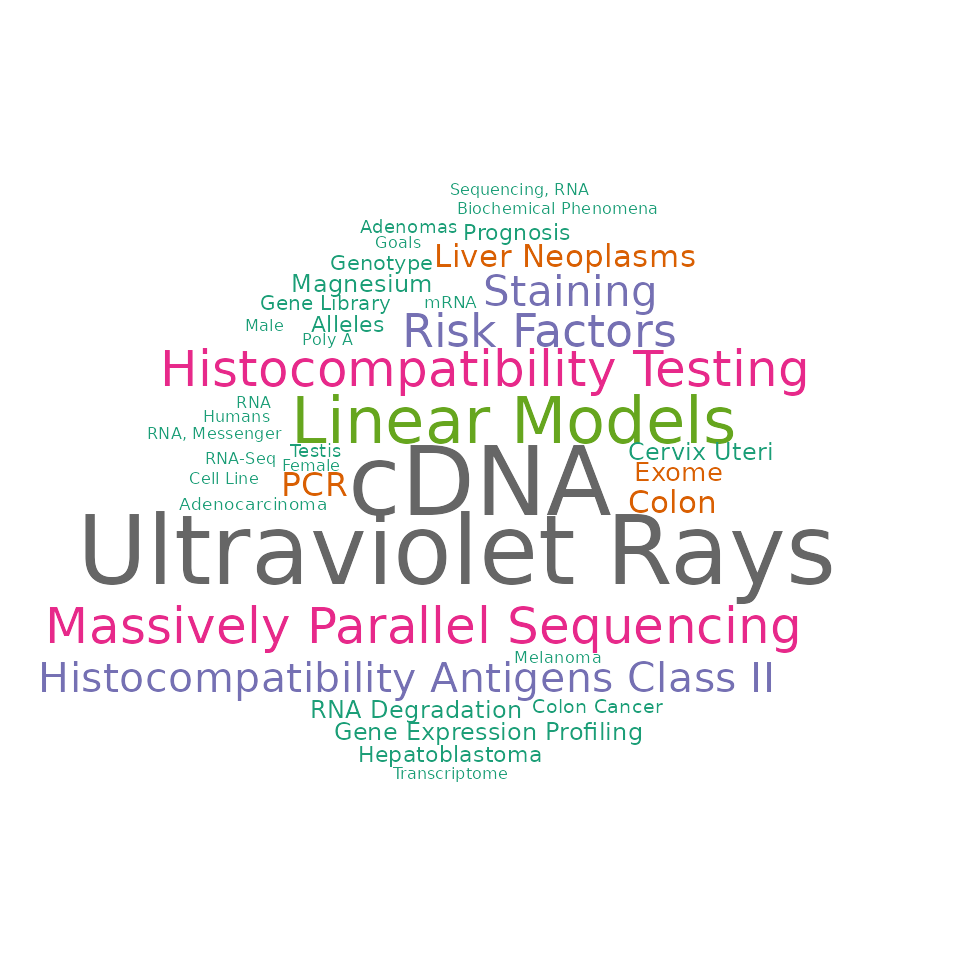 Sequencing, RNA
Biochemical Phenomena
Adenomas
Prognosis
Goals
Liver Neoplasms
Genotype
Magnesium
Staining
Gene Library
mRNA
Male
Alleles
Risk Factors
Poly A
Histocompatibility Testing
RNA
Linear Models
Humans
RNA, Messenger
Testis
Cervix Uteri
RNA-Seq
Female
cDNA
Exome
Cell Line
PCR
Colon
Adenocarcinoma
Ultraviolet Rays
Massively Parallel Sequencing
Melanoma
Histocompatibility Antigens Class II
RNA Degradation
Colon Cancer
Gene Expression Profiling
Hepatoblastoma
Transcriptome